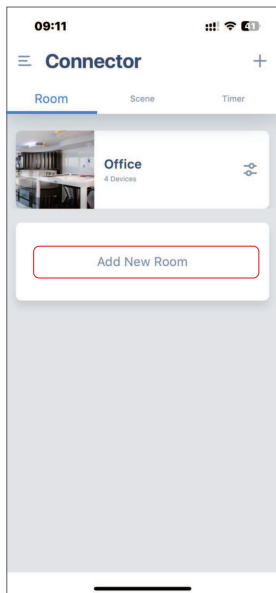 09:11
41
Connector
Room Scene Timer
Office
4 Devices
Add New Room